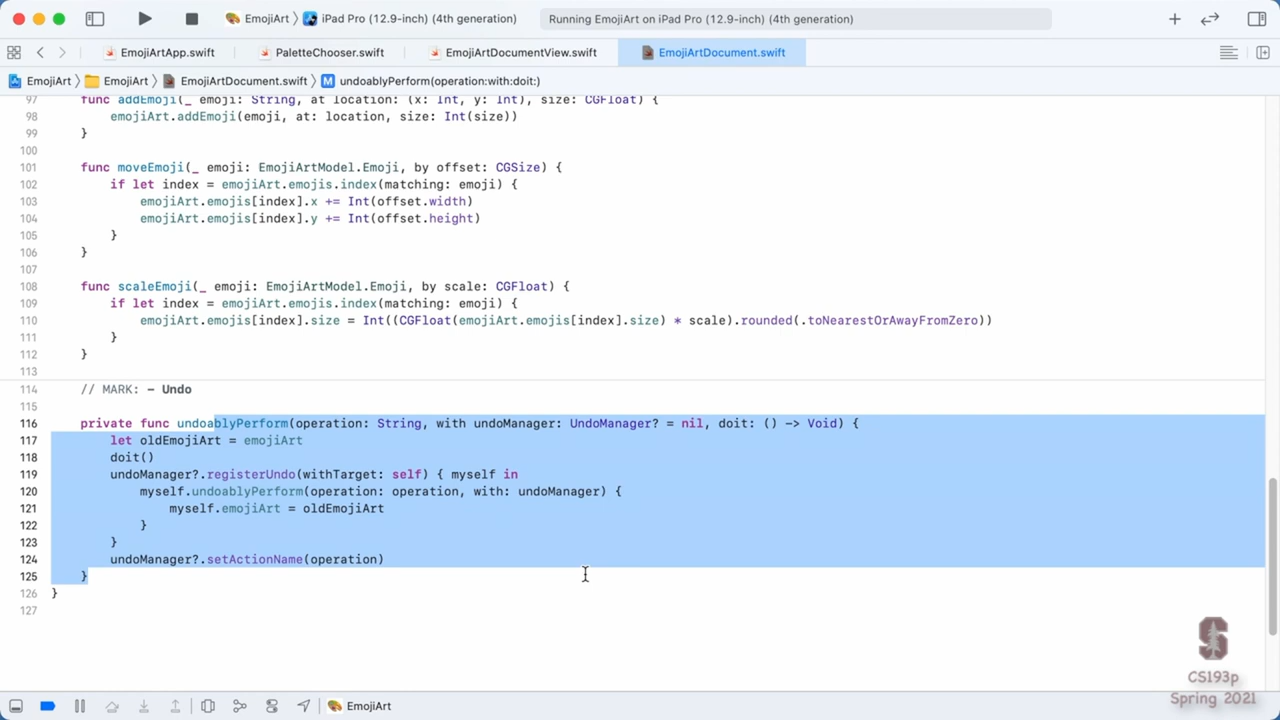 EmojiArt 〉 iPad Pro (12.9-inch) (4th generation)
Running EmojiArt on iPad Pro (12.9-inch) (4th generation)
EmojiArtApp.swift
PaletteChooser.swift
EmojiArtDocumentView.swift
EmojiArtDocument.swift
EmojiArt 〉 EmojiArt 〉 EmojiArtDocument.swift 〉 M undoablyPerform(operation:with:doit:)
97 func addEmoji(_ emoji: String, at location: (x: Int, y: Int), size: CGFloat) {
98 emojiArt.addEmoji(emoji, at: location, size: Int(size))
99 }
100
101 func moveEmoji(_ emoji: EmojiArtModel.Emoji, by offset: CGSize) {
102 if let index = emojiArt.emojis.index(matching: emoji) {
103 emojiArt.emojis[index].x += Int(offset.width)
104 emojiArt.emojis[index].y += Int(offset.height)
105 }
106 }
107
108 func scaleEmoji(_ emoji: EmojiArtModel.Emoji, by scale: CGFloat) {
109 if let index = emojiArt.emojis.index(matching: emoji) {
110 emojiArt.emojis[index].size = Int((CGFloat(emojiArt.emojis[index].size) * scale).rounded(.toNearestOrAwayFromZero))
111 }
112 }
113
114 // MARK: - Undo
115
116 private func undoablyPerform(operation: String, with undoManager: UndoManager? = nil, doit: () -> Void) {
117 let oldEmojiArt = emojiArt
118 doit()
119 undoManager?.registerUndo(withTarget: self) { myself in
120 myself.undoablyPerform(operation: operation, with: undoManager) {
121 myself.emojiArt = oldEmojiArt
122 }
123 }
124 undoManager?.setActionName(operation)
125 }
126 }
127
S
CS193p
Spring 2021
EmojiArt